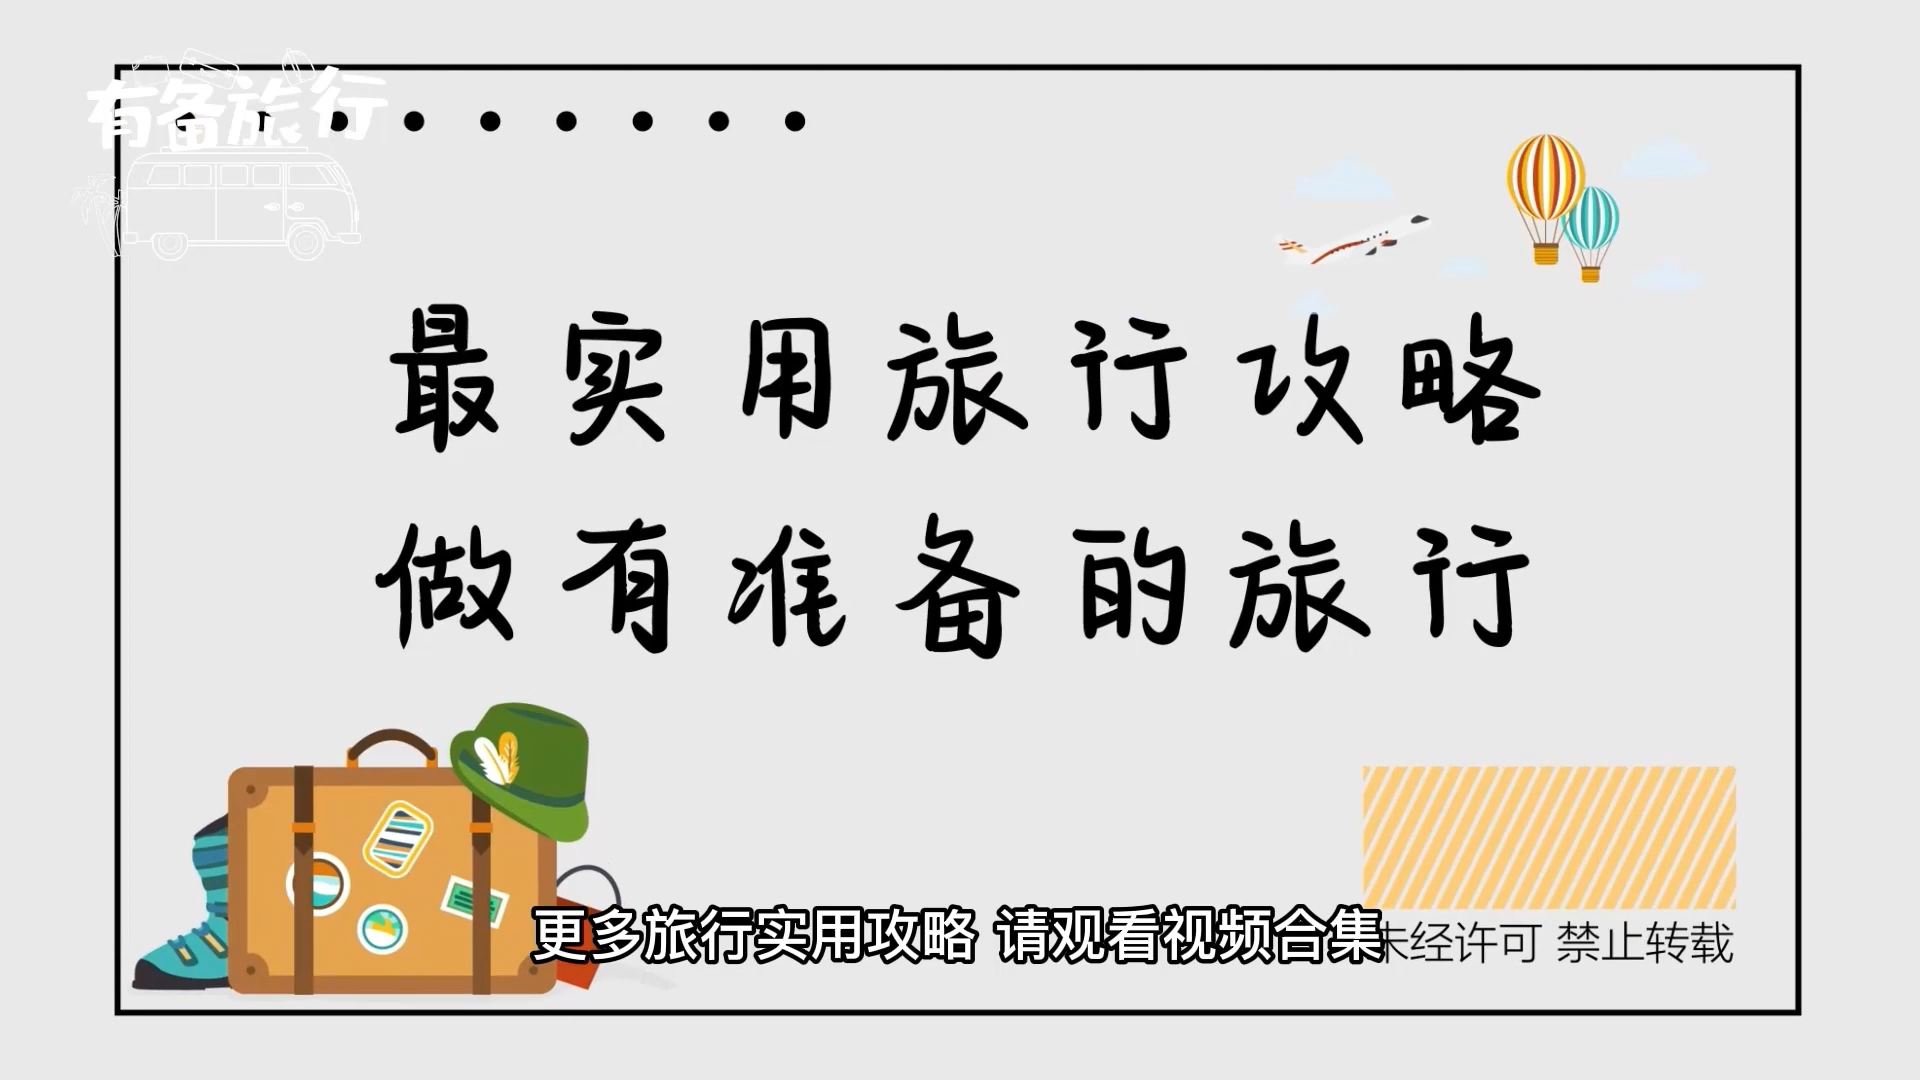 有备旅行
最实用旅行攻略
做有准备的旅行
更多旅行实用攻略 请观看视频合集
未经许可 禁止转载